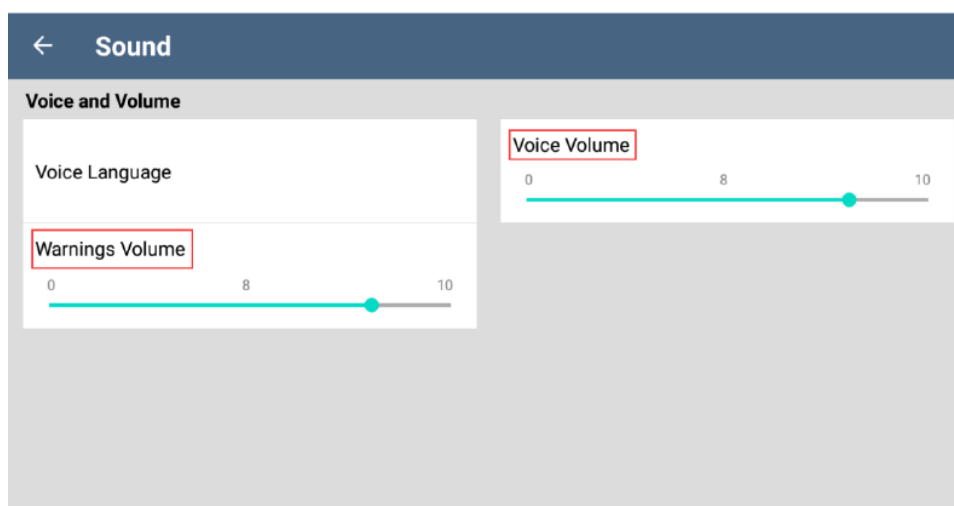 Sound
Voice and Volume
Voice Language
Voice Volume
0 8 10
Warnings Volume
0 8 10